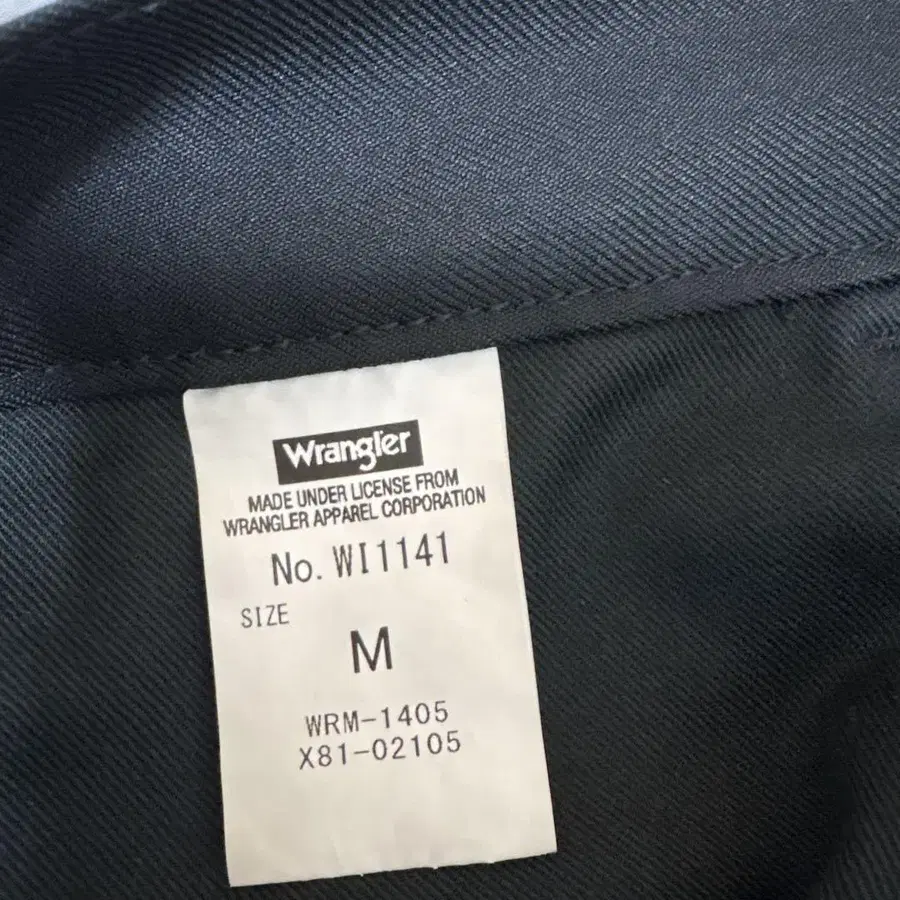 Wrangler
MADE UNDER LICENSE FROM
WRANGLER APPAREL CORPORATION
No. WI1141
SIZE
M
WRM-1405
X81-02105